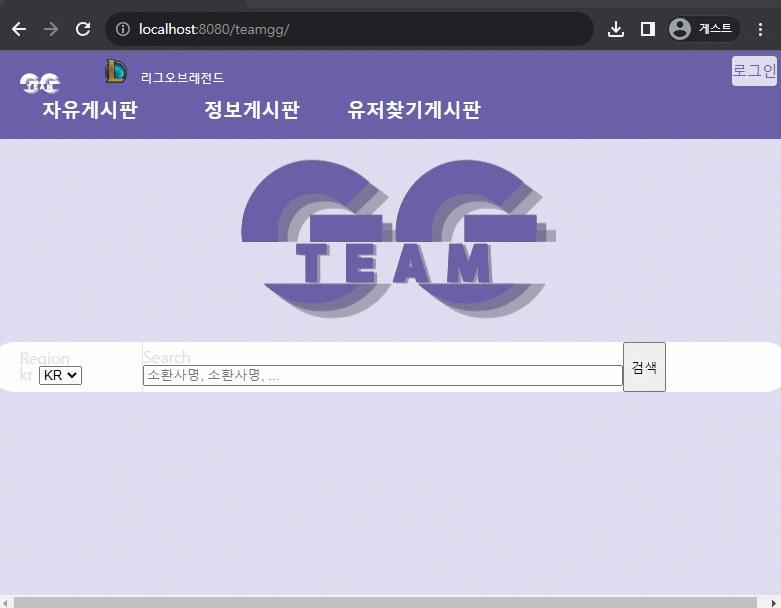 localhost:8080/teamgg/
게스트
TEAM
리그오브레전드
로그인
자유게시판 정보게시판 유저찾기게시판
TEAM
Region
Search
kr KR
소환사명, 소환사명, ...
검색